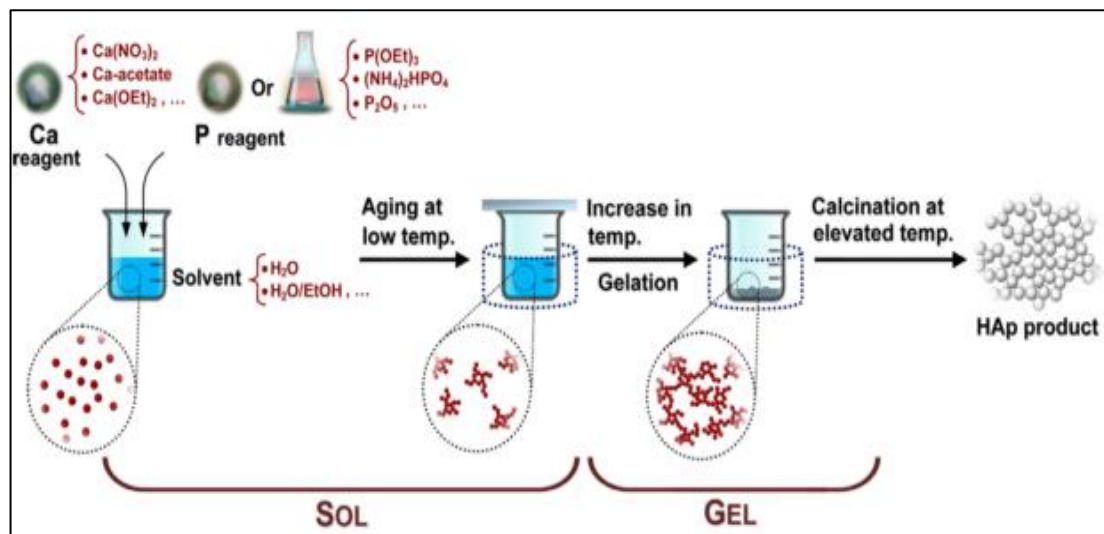 • Ca(NO₃)₂
• Ca-acetate
• Ca(OEt)₂ , ...
Ca
reagent
P reagent
Or
• P(OEt)₃
• (NH₄)₂HPO₄
• P₂O₅ , ...
Solvent
• H₂O
• H₂O/EtOH , ...
Aging at
low temp.
Increase in
temp.
Gelation
Calcination at
elevated temp.
HAp product
SOL
GEL